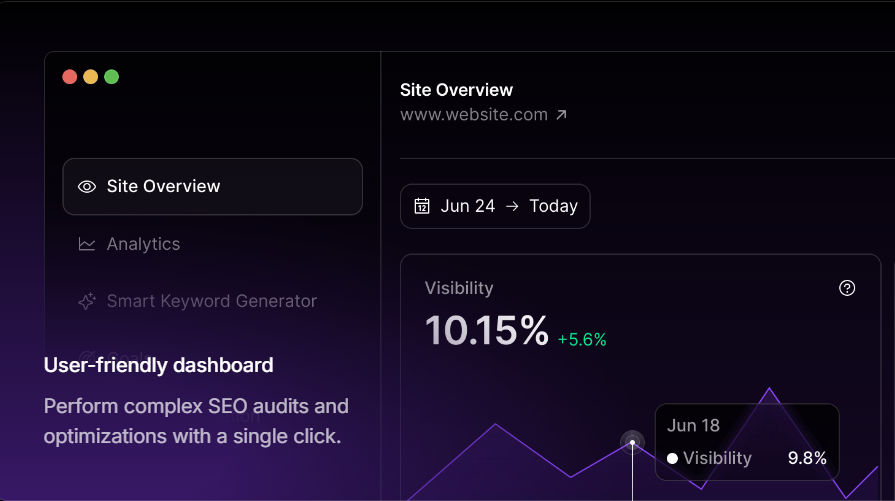 Site Overview
www.website.com
Site Overview
Jun 24 → Today
Analytics
Visibility
Smart Keyword Generator
10.15% +5.6%
User-friendly dashboard
Perform complex SEO audits and
optimizations with a single click.
Jun 18
Visibility 9.8%